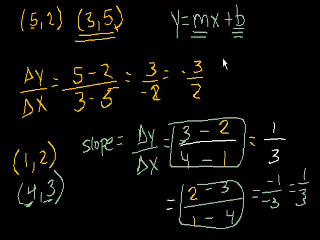 (5,2) (3,5) y = mx + b
ΔY/ΔX = 5 - 2 / 3 - 5 = 3 / -2 = -3/2
slope = ΔY/ΔX = 3 - 2 / 4 - 1 = 1/3
(1,2)
(4,3)
= 2 - 3 / 1 - 4 = -1 / -3 = 1/3